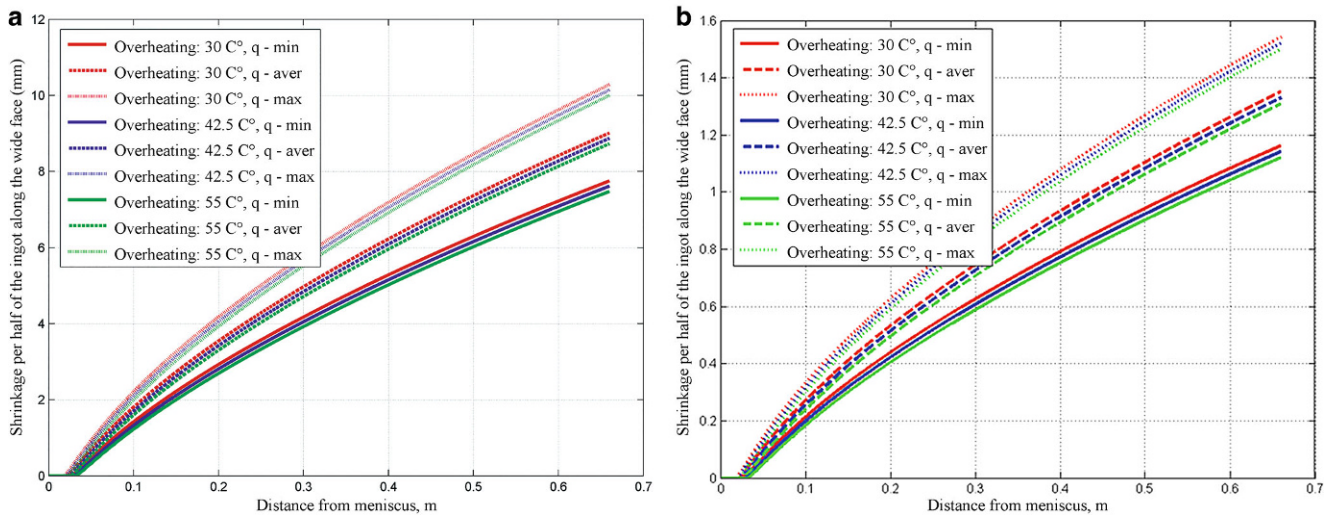 a
Shrinkage per half of the ingot along the wide face (mm)
12
10
8
6
4
2
0
Overheating: 30 C°, q - min
Overheating: 30 C°, q - aver
Overheating: 30 C°, q - max
Overheating: 42.5 C°, q - min
Overheating: 42.5 C°, q - aver
Overheating: 42.5 C°, q - max
Overheating: 55 C°, q - min
Overheating: 55 C°, q - aver
Overheating: 55 C°, q - max
0 0.1 0.2 0.3 0.4 0.5 0.6 0.7
Distance from meniscus, m
b
Shrinkage per half of the ingot along the wide face (mm)
1.6
1.4
1.2
1
0.8
0.6
0.4
0.2
0
Overheating: 30 C°, q - min
Overheating: 30 C°, q - aver
Overheating: 30 C°, q - max
Overheating: 42.5 C°, q - min
Overheating: 42.5 C°, q - aver
Overheating: 42.5 C°, q - max
Overheating: 55 C°, q - min
Overheating: 55 C°, q - aver
Overheating: 55 C°, q - max
0 0.1 0.2 0.3 0.4 0.5 0.6 0.7
Distance from meniscus, m